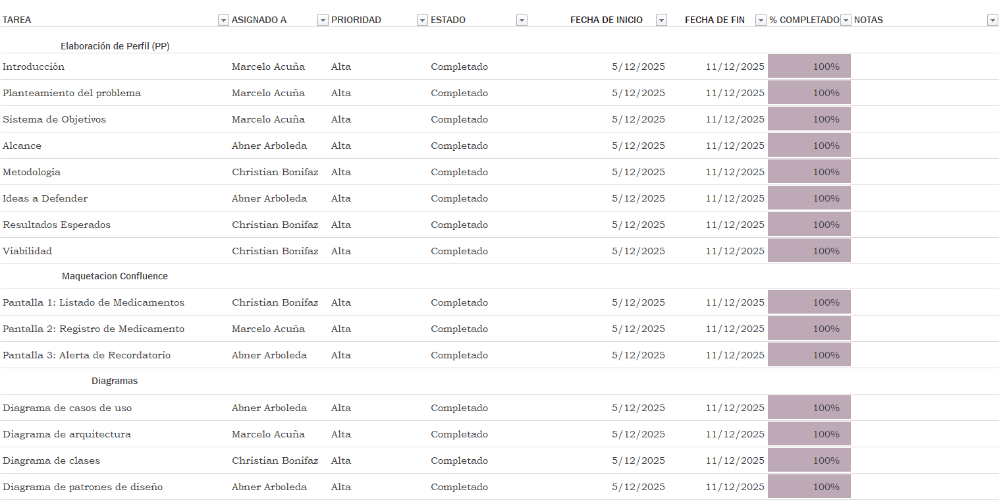 TAREA ASIGNADO A PRIORIDAD ESTADO FECHA DE INICIO FECHA DE FIN % COMPLETADO NOTAS
Elaboración de Perfil (PP)
Introducción Marcelo Acuña Alta Completado 5/12/2025 11/12/2025 100%
Planteamiento del problema Marcelo Acuña Alta Completado 5/12/2025 11/12/2025 100%
Sistema de Objetivos Marcelo Acuña Alta Completado 5/12/2025 11/12/2025 100%
Alcance Abner Arboleda Alta Completado 5/12/2025 11/12/2025 100%
Metodología Christian Bonifaz Alta Completado 5/12/2025 11/12/2025 100%
Ideas a Defender Abner Arboleda Alta Completado 5/12/2025 11/12/2025 100%
Resultados Esperados Christian Bonifaz Alta Completado 5/12/2025 11/12/2025 100%
Viabilidad Christian Bonifaz Alta Completado 5/12/2025 11/12/2025 100%
Maquetacion Confluence
Pantalla 1: Listado de Medicamentos Christian Bonifaz Alta Completado 5/12/2025 11/12/2025 100%
Pantalla 2: Registro de Medicamento Marcelo Acuña Alta Completado 5/12/2025 11/12/2025 100%
Pantalla 3: Alerta de Recordatorio Abner Arboleda Alta Completado 5/12/2025 11/12/2025 100%
Diagramas
Diagrama de casos de uso Abner Arboleda Alta Completado 5/12/2025 11/12/2025 100%
Diagrama de arquitectura Marcelo Acuña Alta Completado 5/12/2025 11/12/2025 100%
Diagrama de clases Christian Bonifaz Alta Completado 5/12/2025 11/12/2025 100%
Diagrama de patrones de diseño Abner Arboleda Alta Completado 5/12/2025 11/12/2025 100%